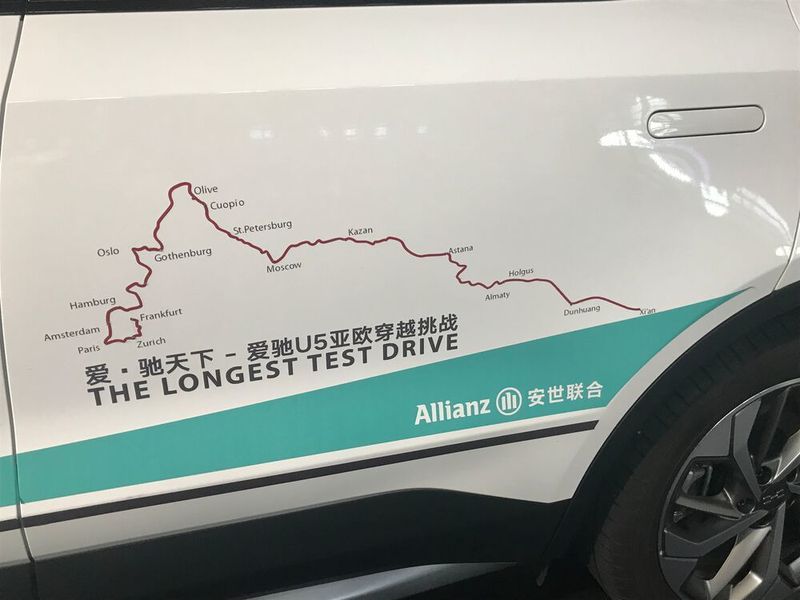 Olive
Cuopio
St.Petersburg
Kazan
Oslo
Gothenburg
Moscow
Astana
Holgus
Almaty
Hamburg
Frankfurt
Dunhuang
Xi'an
Amsterdam
Paris
Zurich
爱·驰天下 - 爱驰U5亚欧穿越挑战
THE LONGEST TEST DRIVE
Allianz 安世联合